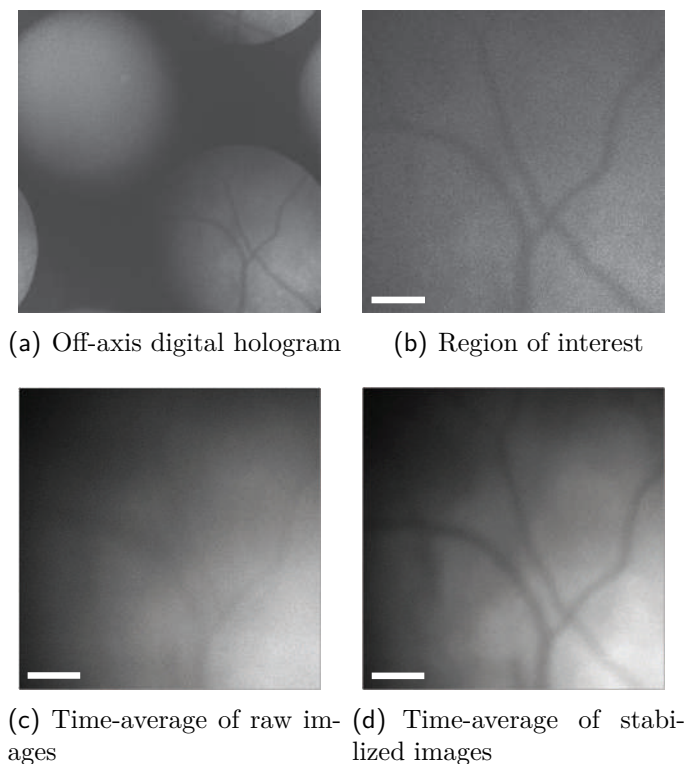 (a) Off-axis digital hologram
(b) Region of interest
(c) Time-average of raw im-
ages
(d) Time-average of stabi-
lized images